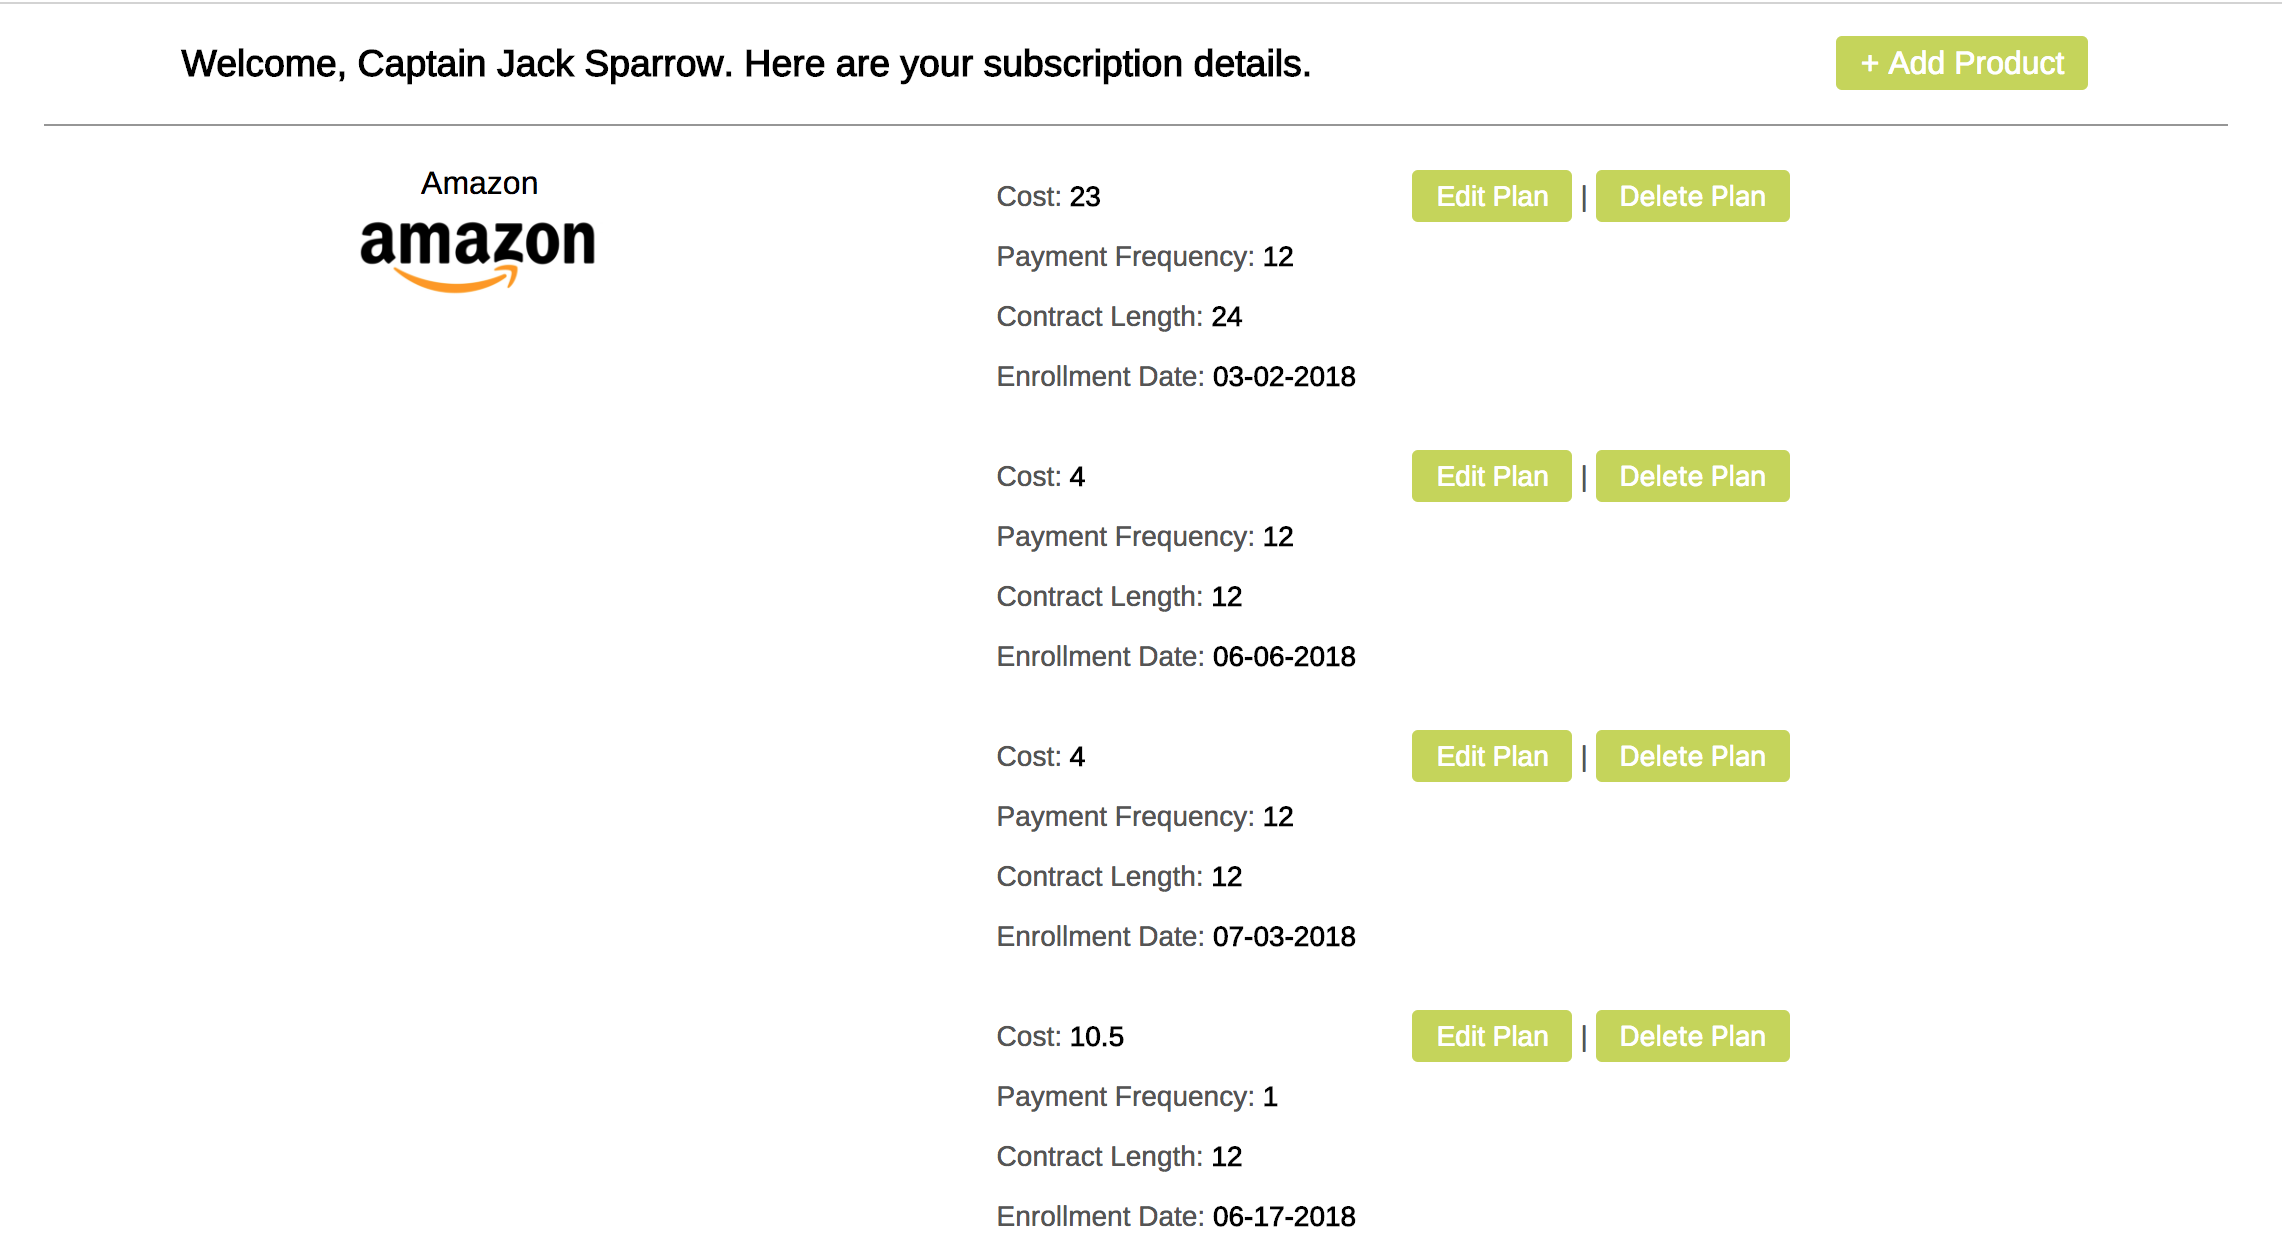 Welcome, Captain Jack Sparrow. Here are your subscription details.
+ Add Product
Amazon
amazon
Cost: 23
Edit Plan | Delete Plan
Payment Frequency: 12
Contract Length: 24
Enrollment Date: 03-02-2018
Cost: 4
Edit Plan | Delete Plan
Payment Frequency: 12
Contract Length: 12
Enrollment Date: 06-06-2018
Cost: 4
Edit Plan | Delete Plan
Payment Frequency: 12
Contract Length: 12
Enrollment Date: 07-03-2018
Cost: 10.5
Edit Plan | Delete Plan
Payment Frequency: 1
Contract Length: 12
Enrollment Date: 06-17-2018